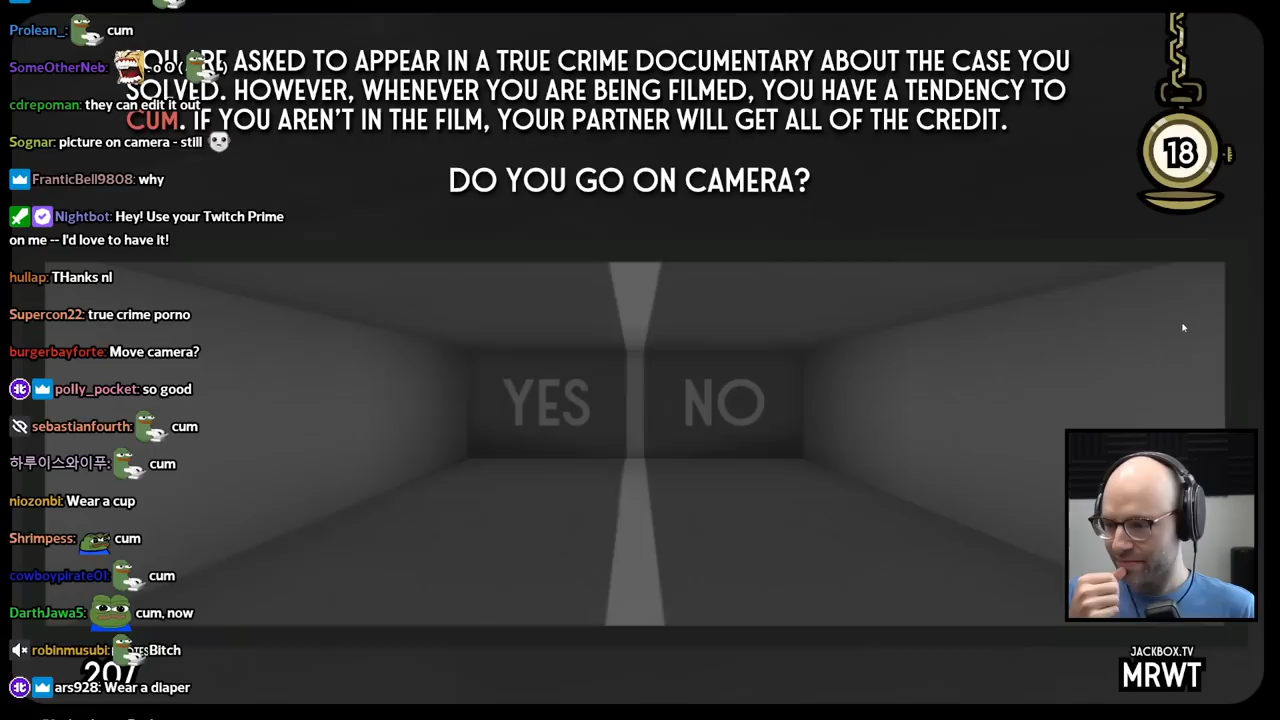 Prolean_: cum
SomeOtherNeb:
cdrepoman: they can edit it out
Sognar: picture on camera - still
FranticBell9808: why
Nightbot: Hey! Use your Twitch Prime
on me -- I'd love to have it!
hullap: THanks nl
Supercon22: true crime porno
burgerbayforte: Move camera?
polly_pocket: so good
sebastianfourth: cum
하루이스와이푸: cum
niozonbl: Wear a cup
Shrimpess: cum
cowboypirate01: cum
DarthJawa5: cum, now
robinmusubi: Bitch
ars928: Wear a diaper
YOU ARE ASKED TO APPEAR IN A TRUE CRIME DOCUMENTARY ABOUT THE CASE YOU
SOLVED. HOWEVER, WHENEVER YOU ARE BEING FILMED, YOU HAVE A TENDENCY TO
CUM. IF YOU AREN'T IN THE FILM, YOUR PARTNER WILL GET ALL OF THE CREDIT.
DO YOU GO ON CAMERA?
18
YES
NO
207
JACKBOX.TV
MRWT